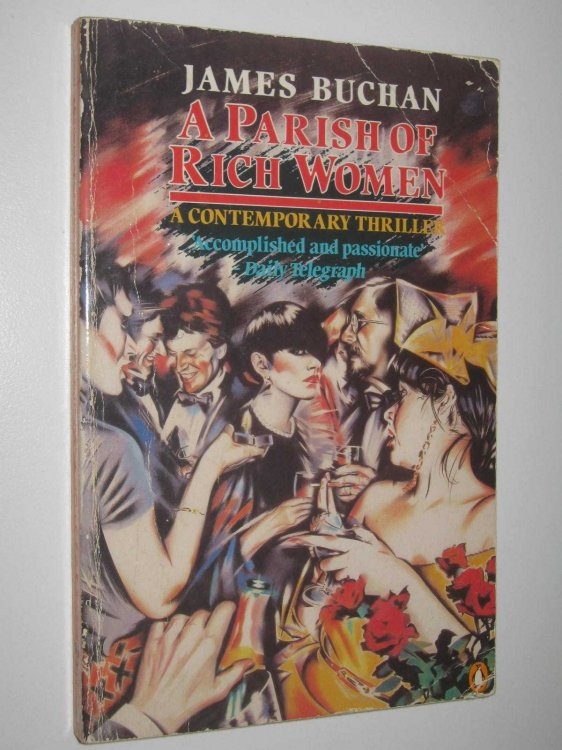 JAMES BUCHAN
A PARISH OF
RICH WOMEN
A CONTEMPORARY THRILLER
'Accomplished and passionate'
- Daily Telegraph